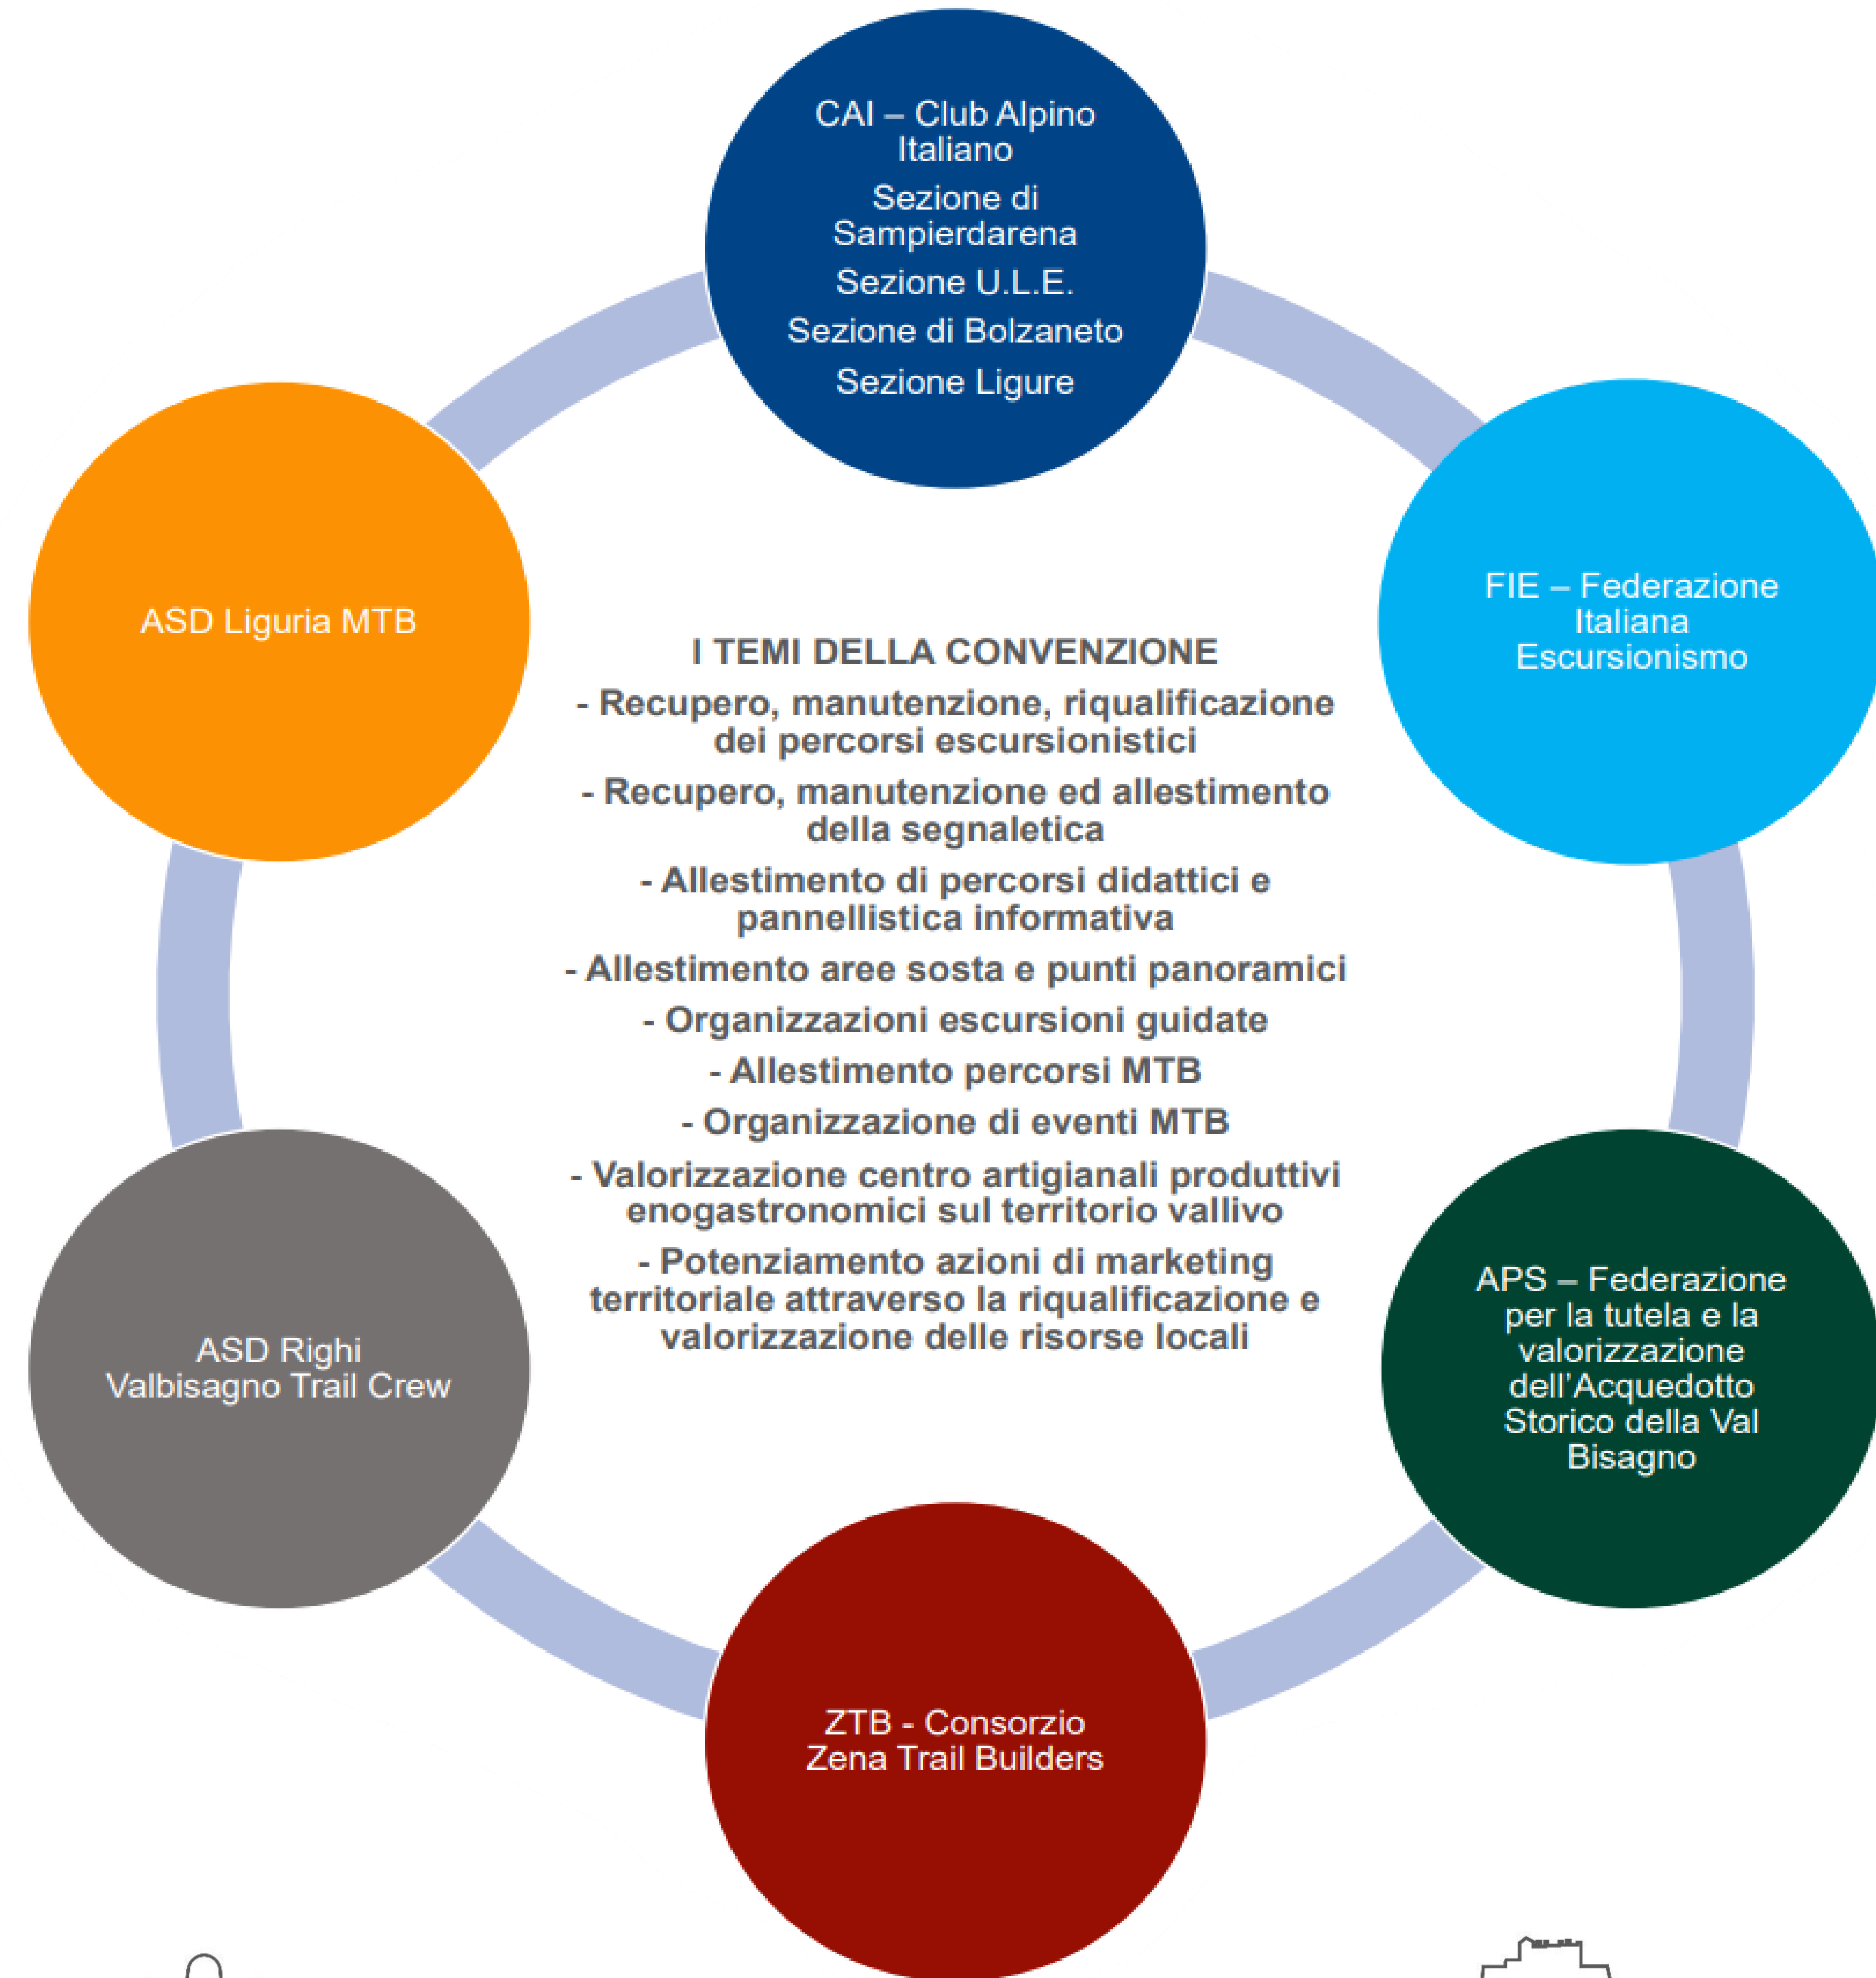 CAI – Club Alpino
Italiano
Sezione di
Sampierdarena
Sezione U.L.E.
Sezione di Bolzaneto
Sezione Ligure
FIE – Federazione
Italiana
Escursionismo
APS – Federazione
per la tutela e la
valorizzazione
dell’Acquedotto
Storico della Val
Bisagno
ZTB - Consorzio
Zena Trail Builders
ASD Righi
Valbisagno Trail Crew
ASD Liguria MTB
I TEMI DELLA CONVENZIONE
- Recupero, manutenzione, riqualificazione
dei percorsi escursionistici
- Recupero, manutenzione ed allestimento
della segnaletica
- Allestimento di percorsi didattici e
pannellistica informativa
- Allestimento aree sosta e punti panoramici
- Organizzazioni escursioni guidate
- Allestimento percorsi MTB
- Organizzazione di eventi MTB
- Valorizzazione centro artigianali produttivi
enogastronomici sul territorio vallivo
- Potenziamento azioni di marketing
territoriale attraverso la riqualificazione e
valorizzazione delle risorse locali